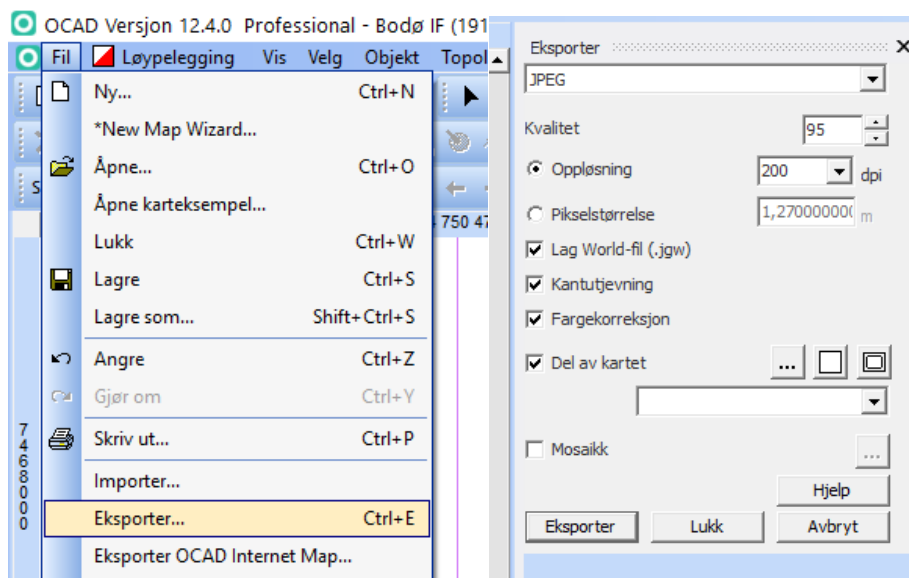 OCAD Versjon 12.4.0 Professional - Bodø IF (191
Fil Løypelegging Vis Velg Objekt Topol
Ny... Ctrl+N
*New Map Wizard...
Åpne... Ctrl+O
Åpne karteksempel...
Lukk Ctrl+W
Lagre Ctrl+S
Lagre som... Shift+Ctrl+S
Angre Ctrl+Z
Gjør om Ctrl+Y
Skriv ut... Ctrl+P
Importer...
Eksporter... Ctrl+E
Eksporter OCAD Internet Map...
S
750 47
7468000
Eksporter
JPEG
Kvalitet 95
Oppløsning 200 dpi
Pikselstørrelse 1,27000000( m
Lag World-fil (.jgw)
Kantutjevning
Fargekorreksjon
Del av kartet ...
Mosaikk ...
Hjelp
Eksporter Lukk Avbryt